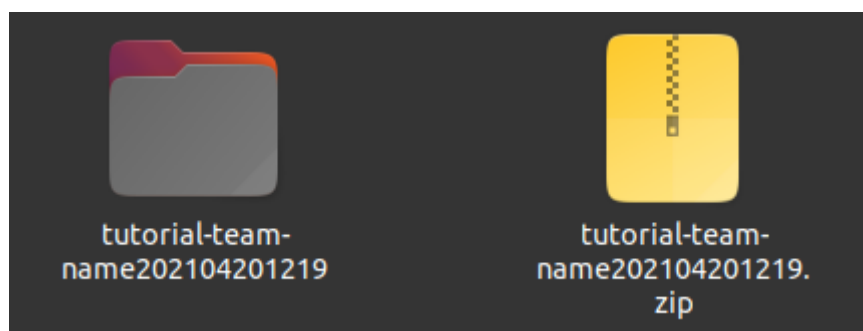 tutorial-team-
name202104201219
tutorial-team-
name202104201219.
zip